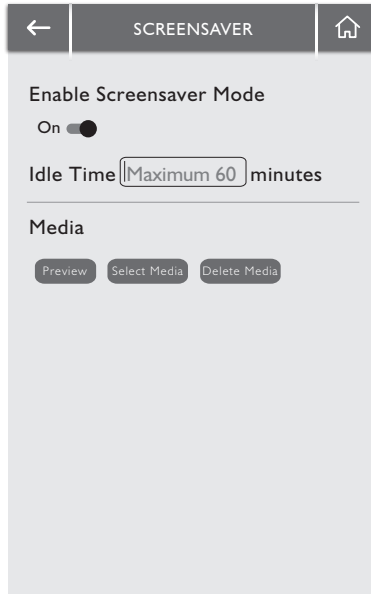 SCREENSAVER
Enable Screensaver Mode
On
Idle Time Maximum 60 minutes
Media
Preview Select Media Delete Media